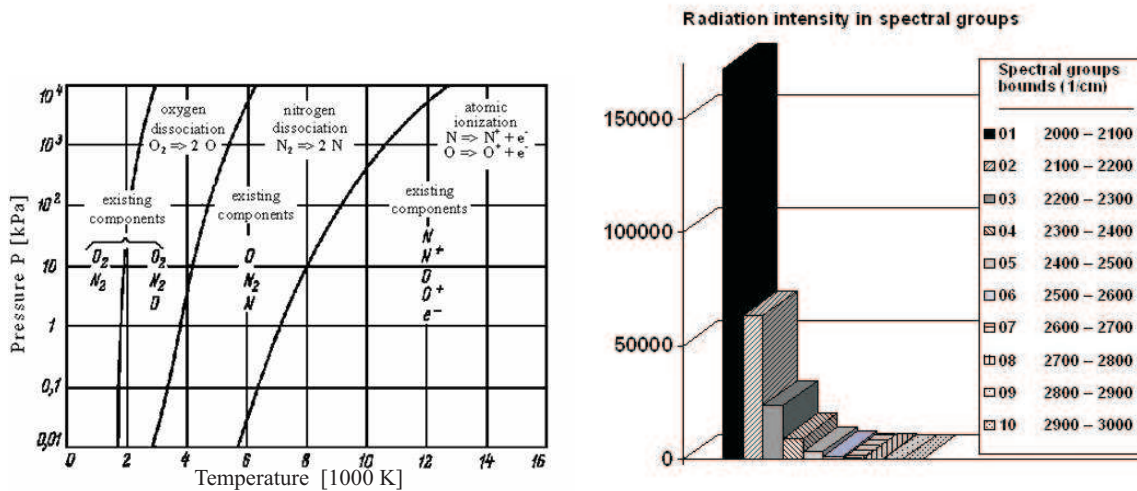 10⁴
10³
10²
10
1
0,1
0,01
Pressure P [kPa]
oxygen
dissociation
O₂ => 2 O
nitrogen
dissociation
N₂ => 2 N
atomic
ionization
N => N⁺ + e⁻
O => O⁺ + e⁻
existing
components
O₂
N₂
O₂
N₂
O
existing
components
O
N₂
N
existing
components
N
N⁺
O
O⁺
e⁻
0 2 4 6 8 10 12 14 16
Temperature [1000 K]
Radiation intensity in spectral groups
150000
100000
50000
0
Spectral groups
bounds (1/cm)
01 2000 – 2100
02 2100 – 2200
03 2200 – 2300
04 2300 – 2400
05 2400 – 2500
06 2500 – 2600
07 2600 – 2700
08 2700 – 2800
09 2800 – 2900
10 2900 – 3000